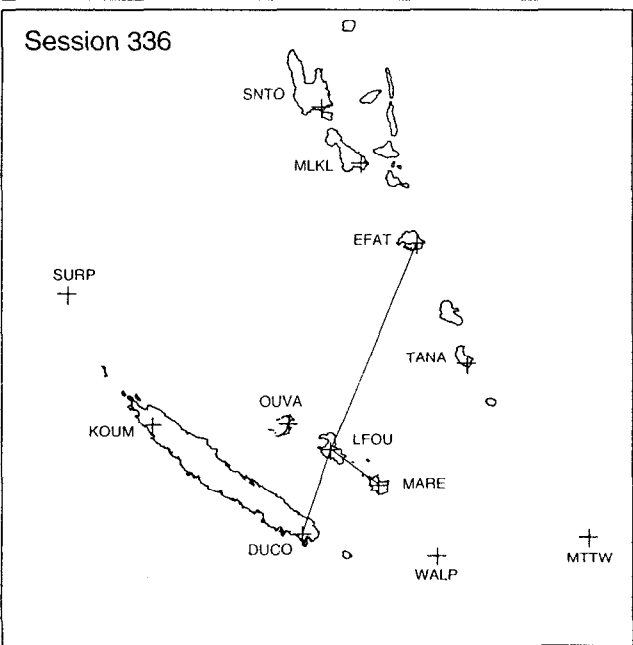 Session 336
SNTO
MLKL
EFAT
SURP
TANA
OUVA
KOUM
LFOU
MARE
DUCO
WALP
MTTW